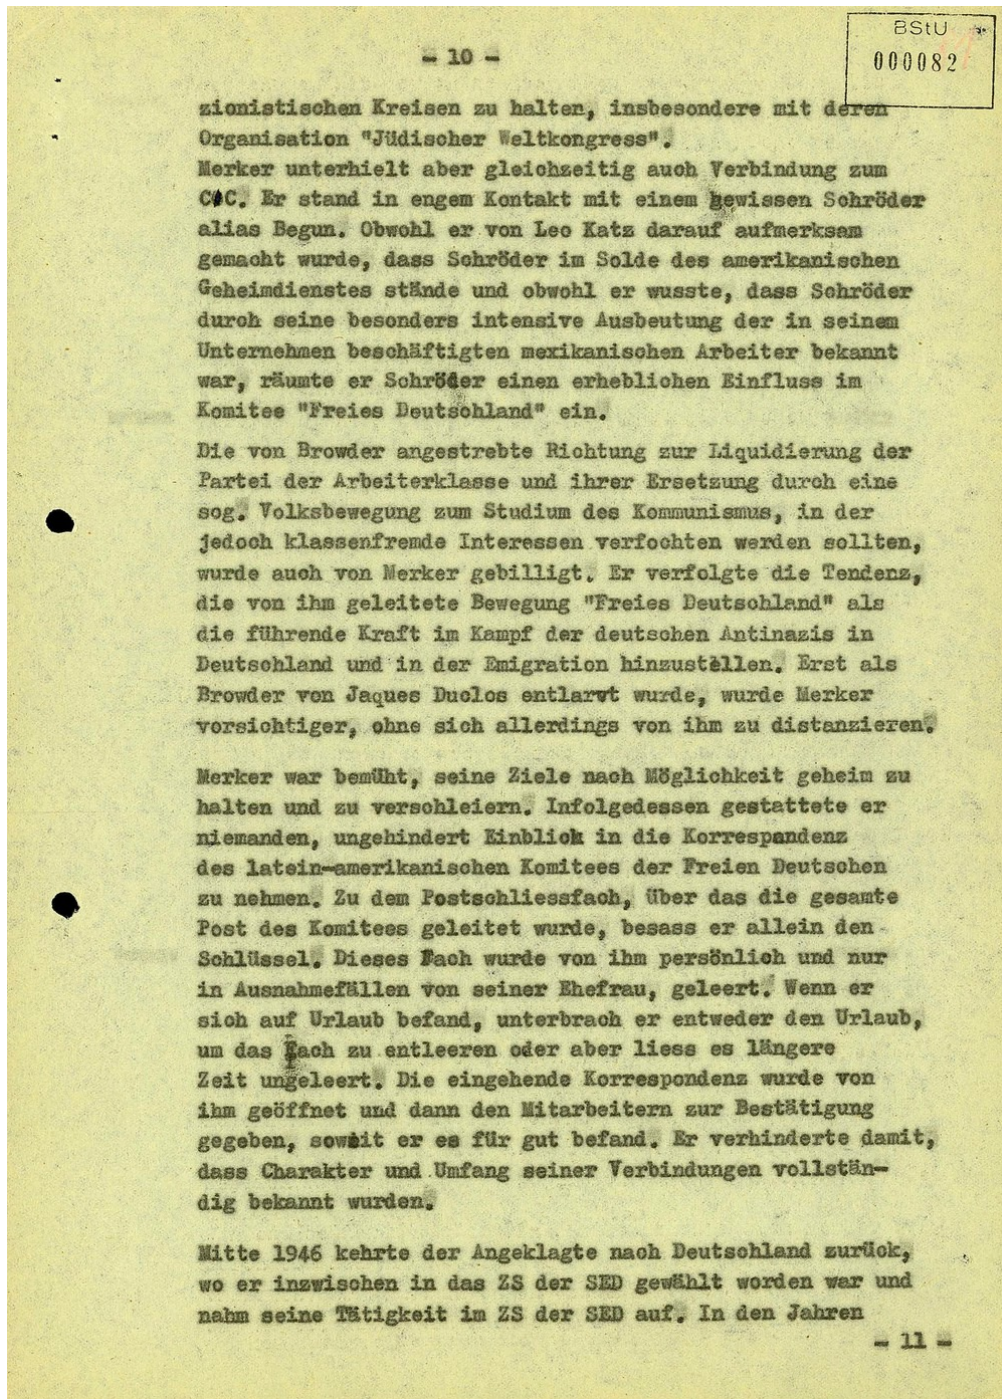 BStU
000082
- 10 -
zionistischen Kreisen zu halten, insbesondere mit deren
Organisation "Jüdischer Weltkongress".
Merker unterhielt aber gleichzeitig auch Verbindung zum
CIC. Er stand in engem Kontakt mit einem gewissen Schröder
alias Begun. Obwohl er von Leo Katz darauf aufmerksam
gemacht wurde, dass Schröder im Solde des amerikanischen
Geheimdienstes stände und obwohl er wusste, dass Schröder
durch seine besonders intensive Ausbeutung der in seinem
Unternehmen beschäftigten mexikanischen Arbeiter bekannt
war, räumte er Schröder einen erheblichen Einfluss im
Komitee "Freies Deutschland" ein.
Die von Browder angestrebte Richtung zur Liquidierung der
Partei der Arbeiterklasse und ihrer Ersetzung durch eine
sog. Volksbewegung zum Studium des Kommunismus, in der
jedoch klassenfremde Interessen verfochten werden sollten,
wurde auch von Merker gebilligt. Er verfolgte die Tendenz,
die von ihm geleitete Bewegung "Freies Deutschland" als
die führende Kraft im Kampf der deutschen Antinazis in
Deutschland und in der Emigration hinzustellen. Erst als
Browder von Jaques Duclos entlarvt wurde, wurde Merker
vorsichtiger, ohne sich allerdings von ihm zu distanzieren.
Merker war bemüht, seine Ziele nach Möglichkeit geheim zu
halten und zu verschleiern. Infolgedessen gestattete er
niemanden, ungehindert Einblick in die Korrespandenz
des latein-amerikanischen Komitees der Freien Deutschen
zu nehmen. Zu dem Postschliessfach, über das die gesamte
Post des Komitees geleitet wurde, besass er allein den
Schlüssel. Dieses Fach wurde von ihm persönlich und nur
in Ausnahmefällen von seiner Ehefrau, geleert. Wenn er
sich auf Urlaub befand, unterbrach er entweder den Urlaub,
um das Fach zu entleeren oder aber liess es längere
Zeit ungeleert. Die eingehende Korrespondenz wurde von
ihm geöffnet und dann den Mitarbeitern zur Bestätigung
gegeben, soweit er es für gut befand. Er verhinderte damit,
dass Charakter und Umfang seiner Verbindungen vollstän-
dig bekannt wurden.
Mitte 1946 kehrte der Angeklagte nach Deutschland zurück,
wo er inzwischen in das ZS der SED gewählt worden war und
nahm seine Tätigkeit im ZS der SED auf. In den Jahren
- 11 -